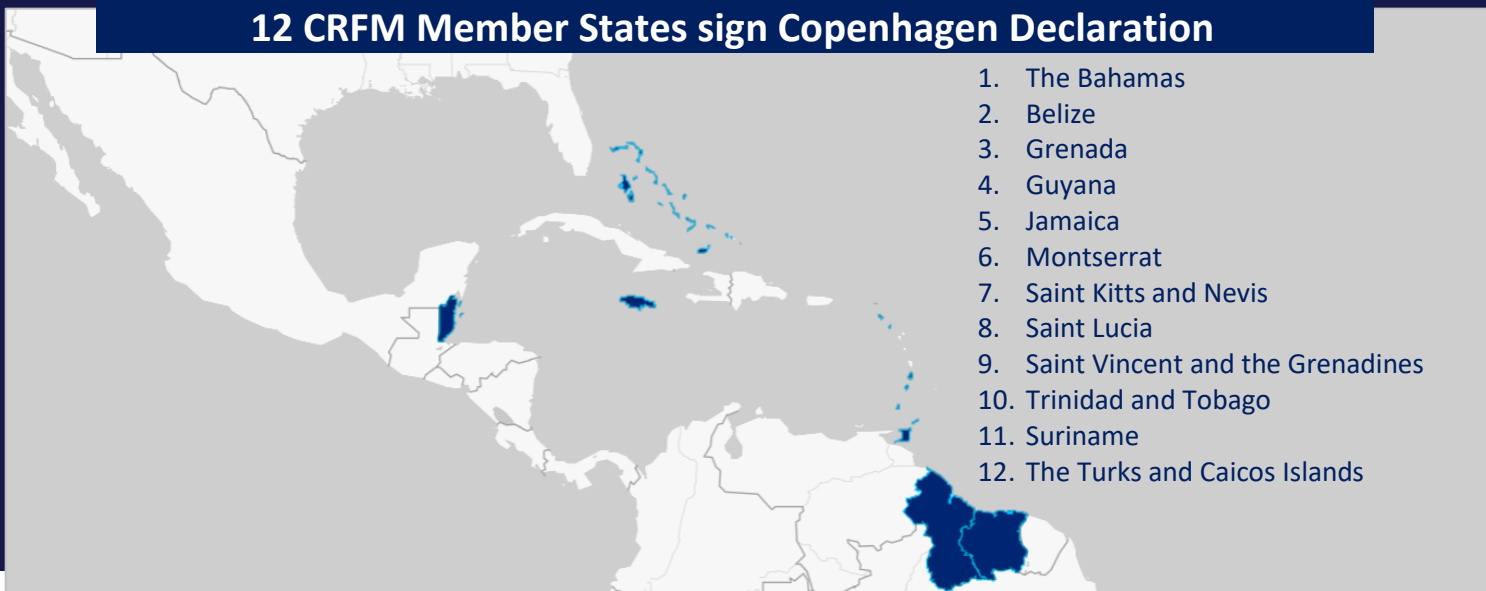 12 CRFM Member States sign Copenhagen Declaration
1. The Bahamas
2. Belize
3. Grenada
4. Guyana
5. Jamaica
6. Montserrat
7. Saint Kitts and Nevis
8. Saint Lucia
9. Saint Vincent and the Grenadines
10. Trinidad and Tobago
11. Suriname
12. The Turks and Caicos Islands